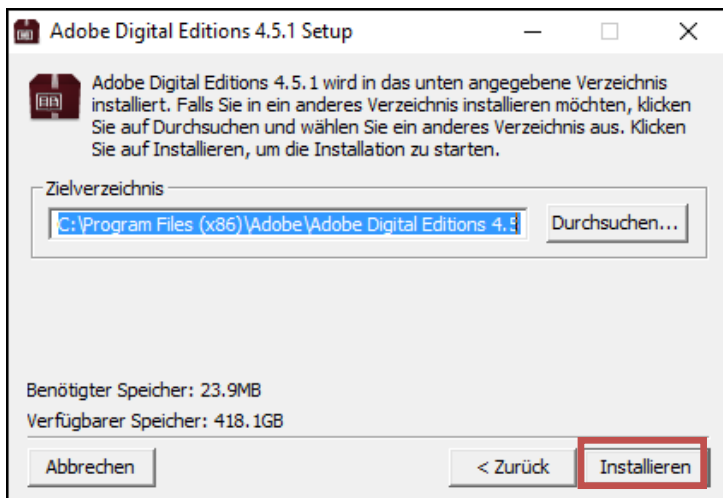 Adobe Digital Editions 4.5.1 Setup
Adobe Digital Editions 4.5.1 wird in das unten angegebene Verzeichnis
installiert. Falls Sie in ein anderes Verzeichnis installieren möchten, klicken
Sie auf Durchsuchen und wählen Sie ein anderes Verzeichnis aus. Klicken
Sie auf Installieren, um die Installation zu starten.
Zielverzeichnis
C:\Program Files (x86)\Adobe\Adobe Digital Editions 4.5
Durchsuchen...
Benötigter Speicher: 23.9MB
Verfügbarer Speicher: 418.1GB
Abbrechen
< Zurück
Installieren